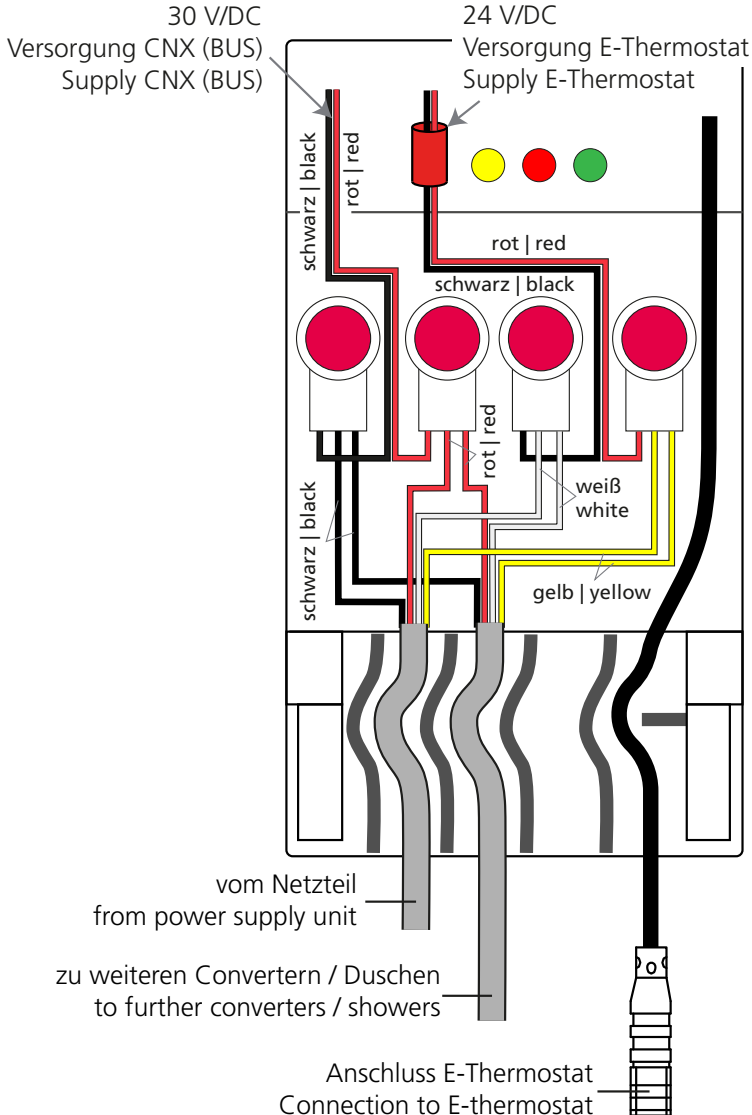 30 V/DC
Versorgung CNX (BUS)
Supply CNX (BUS)
24 V/DC
Versorgung E-Thermostat
Supply E-Thermostat
schwarz | black
rot | red
rot | red
schwarz | black
rot | red
weiß
white
schwarz | black
gelb | yellow
vom Netzteil
from power supply unit
zu weiteren Convertern / Duschen
to further converters / showers
Anschluss E-Thermostat
Connection to E-thermostat